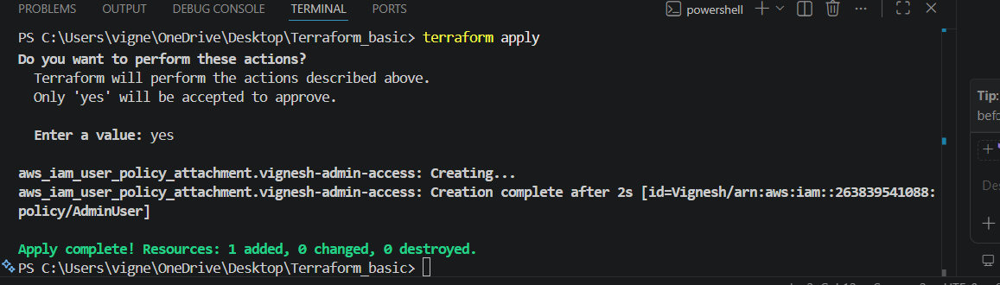 PROBLEMS OUTPUT DEBUG CONSOLE TERMINAL PORTS powershell
PS C:\Users\vigne\OneDrive\Desktop\Terraform_basic> terraform apply
Do you want to perform these actions?
Terraform will perform the actions described above.
Only 'yes' will be accepted to approve.
Enter a value: yes
aws_iam_user_policy_attachment.vignesh-admin-access: Creating...
aws_iam_user_policy_attachment.vignesh-admin-access: Creation complete after 2s [id=Vignesh/arn:aws:iam::263839541088:
policy/AdminUser]
Apply complete! Resources: 1 added, 0 changed, 0 destroyed.
PS C:\Users\vigne\OneDrive\Desktop\Terraform_basic>
Tip: